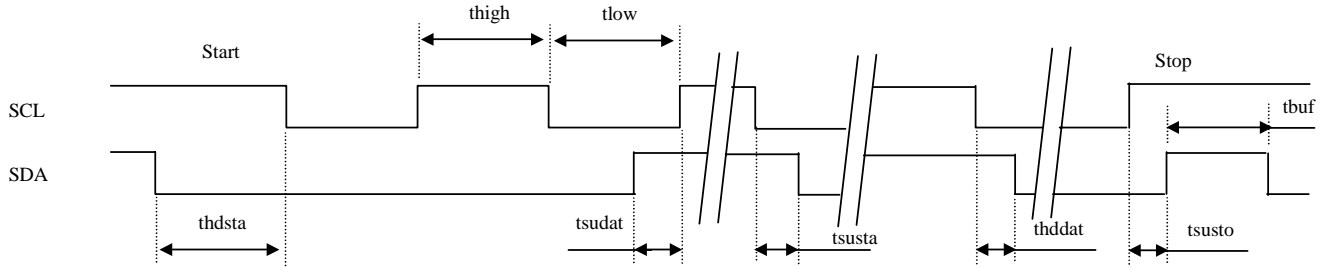 thigh tlow
Start Stop
SCL tbuf
SDA
thdsta tsudat tsusta thddat tsusto